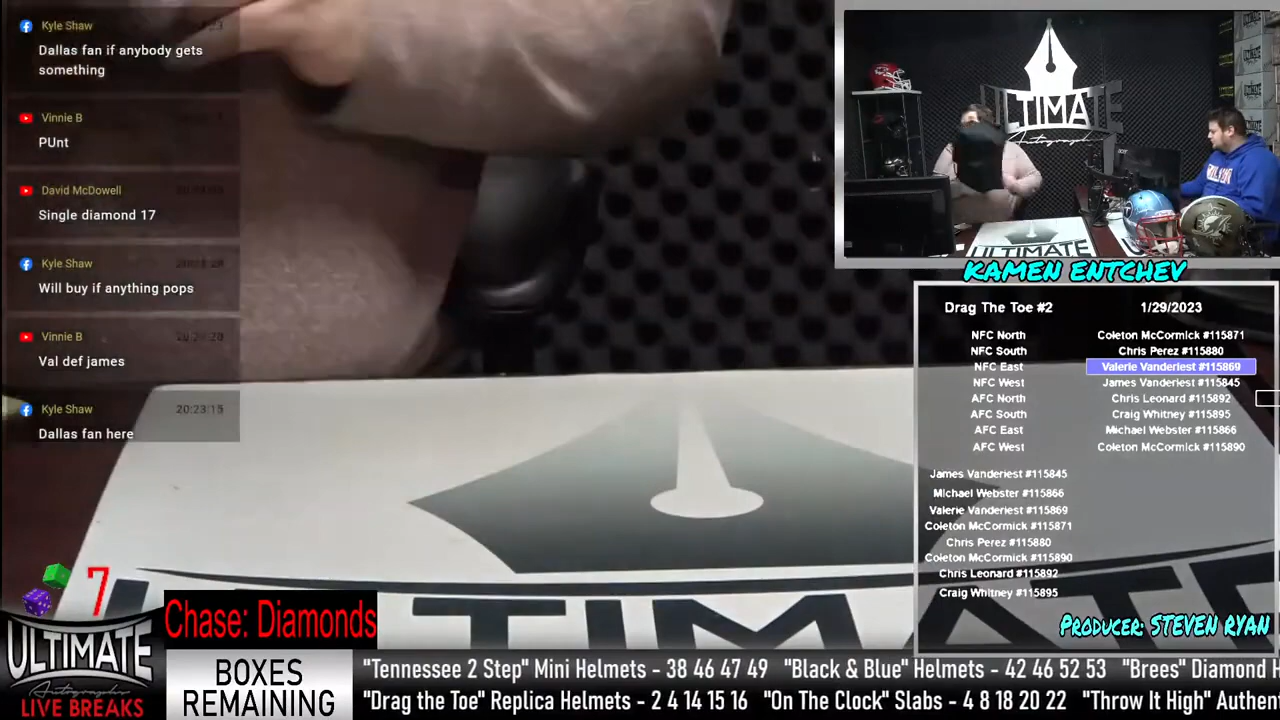 Kyle Shaw
Dallas fan if anybody gets
something
Vinnie B
PUnt
David McDowell
Single diamond 17
Kyle Shaw
Will buy if anything pops
Vinnie B
Val def james
Kyle Shaw 20:23:15
Dallas fan here
ULTIMATE
Autographs
KAMEN ENTCHEV
Drag The Toe #2 1/29/2023
NFC North Coleton McCormick #115871
NFC South Chris Perez #115880
NFC East Valerie Vanderiest #115869
NFC West James Vanderiest #115845
AFC North Chris Leonard #115892
AFC South Craig Whitney #115895
AFC East Michael Webster #115866
AFC West Coleton McCormick #115890
James Vanderiest #115845
Michael Webster #115866
Valerie Vanderiest #115869
Coleton McCormick #115871
Chris Perez #115880
Coleton McCormick #115890
Chris Leonard #115892
Craig Whitney #115895
Producer: STEVEN RYAN
7
Chase: Diamonds
ULTIMATE
Autographs
LIVE BREAKS
BOXES
REMAINING
"Tennessee 2 Step" Mini Helmets - 38 46 47 49 "Black & Blue" Helmets - 42 46 52 53 "Brees" Diamond H
"Drag the Toe" Replica Helmets - 2 4 14 15 16 "On The Clock" Slabs - 4 8 18 20 22 "Throw It High" Authen